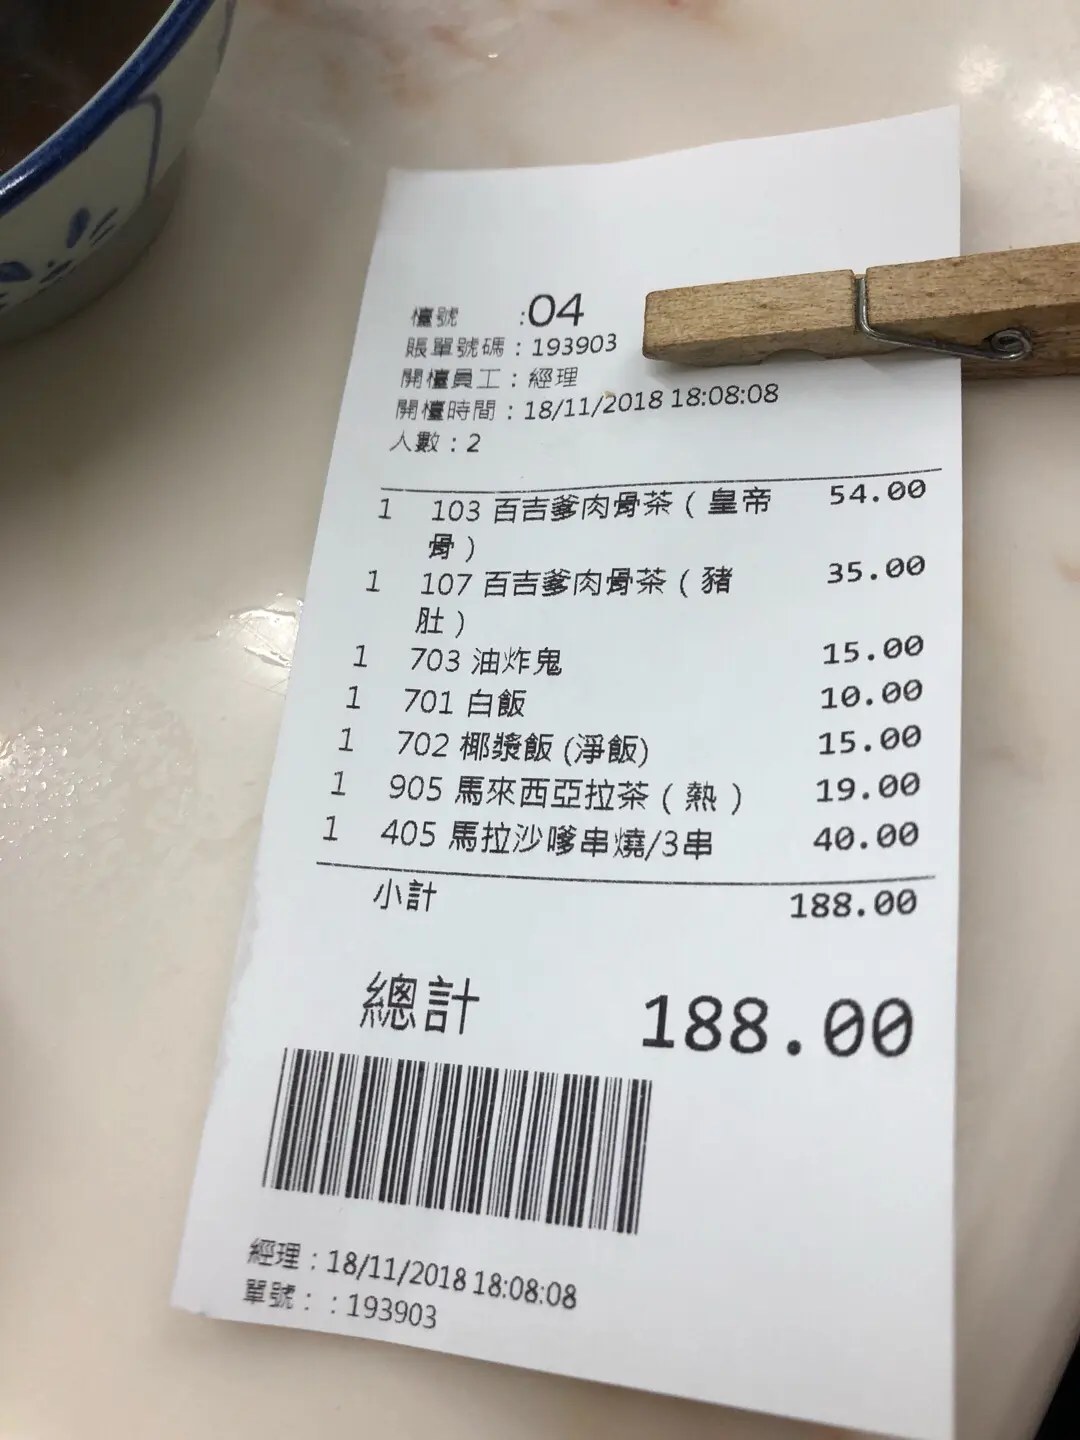 檯號 :04
賬單號碼：193903
開檯員工：經理
開檯時間：18/11/2018 18:08:08
人數：2
1 103 百吉爹肉骨茶（皇帝 54.00
骨）
1 107 百吉爹肉骨茶（豬 35.00
肚）
1 703 油炸鬼 15.00
1 701 白飯 10.00
1 702 椰漿飯 (淨飯) 15.00
1 905 馬來西亞拉茶（熱） 19.00
1 405 馬拉沙嗲串燒/3串 40.00
小計 188.00
總計 188.00
經理：18/11/2018 18:08:08
單號：：193903